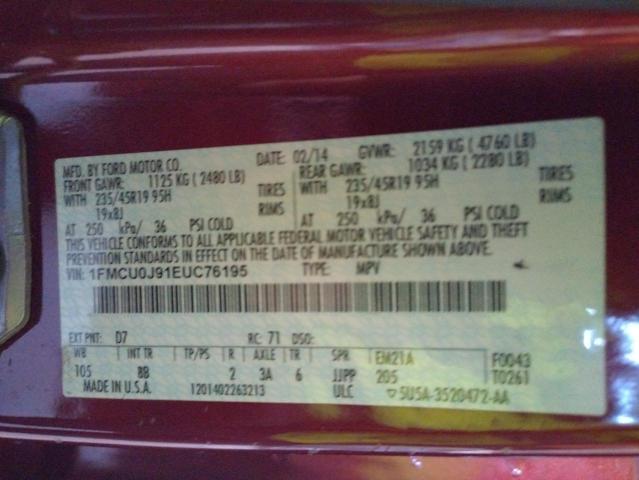 MFD. BY FORD MOTOR CO. DATE: 02/14 GVWR: 2159 KG ( 4760 LB)
FRONT GAWR: 1125 KG ( 2480 LB) REAR GAWR: 1034 KG ( 2280 LB)
WITH 235/45R19 95H TIRES WITH 235/45R19 95H TIRES
19x8J RIMS 19x8J RIMS
AT 250 kPa/ 36 PSI COLD AT 250 kPa/ 36 PSI COLD
THIS VEHICLE CONFORMS TO ALL APPLICABLE FEDERAL MOTOR VEHICLE SAFETY AND THEFT
PREVENTION STANDARDS IN EFFECT ON THE DATE OF MANUFACTURE SHOWN ABOVE.
VIN: 1FMCU0J91EUC76195 TYPE: MPV
EXT PNT: D7 RC: 71 DSO:
WB INT TR TP/PS R AXLE TR SPR EM21A F0043
105 8B 2 3A 6 JJPP 205 T0261
MADE IN U.S.A. 1201402263213 ULC ▽5U5A-3520472-AA